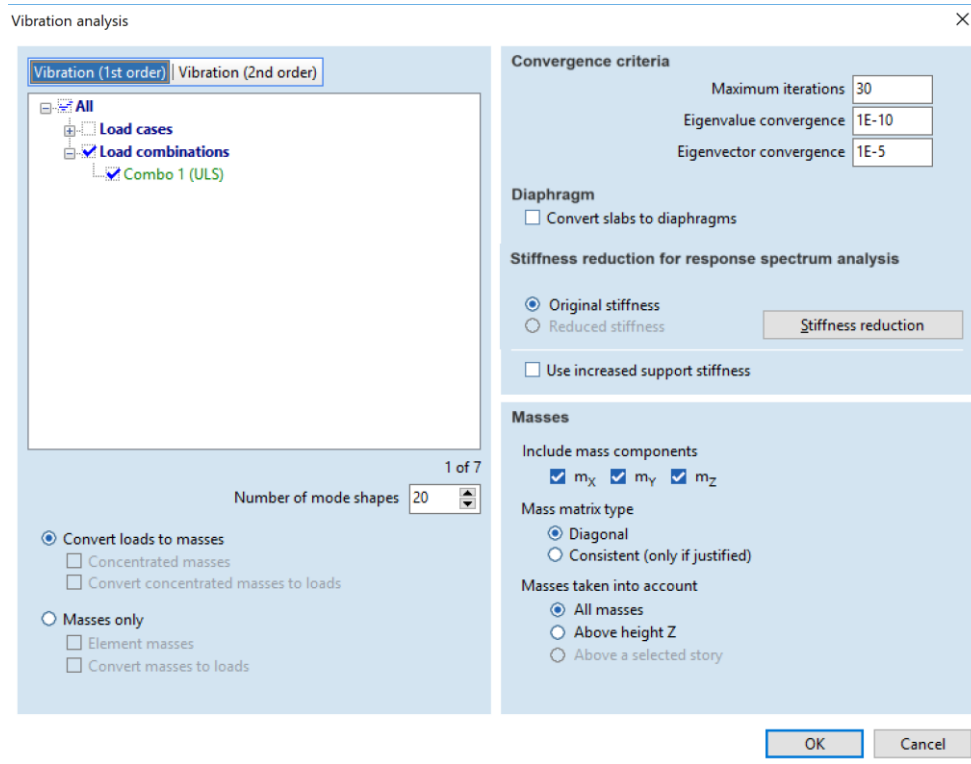 Vibration analysis
Vibration (1st order) Vibration (2nd order)
All
Load cases
Load combinations
Combo 1 (ULS)
1 of 7
Number of mode shapes 20
Convert loads to masses
Concentrated masses
Convert concentrated masses to loads
Masses only
Element masses
Convert masses to loads
Convergence criteria
Maximum iterations 30
Eigenvalue convergence 1E-10
Eigenvector convergence 1E-5
Diaphragm
Convert slabs to diaphragms
Stiffness reduction for response spectrum analysis
Original stiffness
Reduced stiffness
Stiffness reduction
Use increased support stiffness
Masses
Include mass components
mX mY mZ
Mass matrix type
Diagonal
Consistent (only if justified)
Masses taken into account
All masses
Above height Z
Above a selected story
OK Cancel